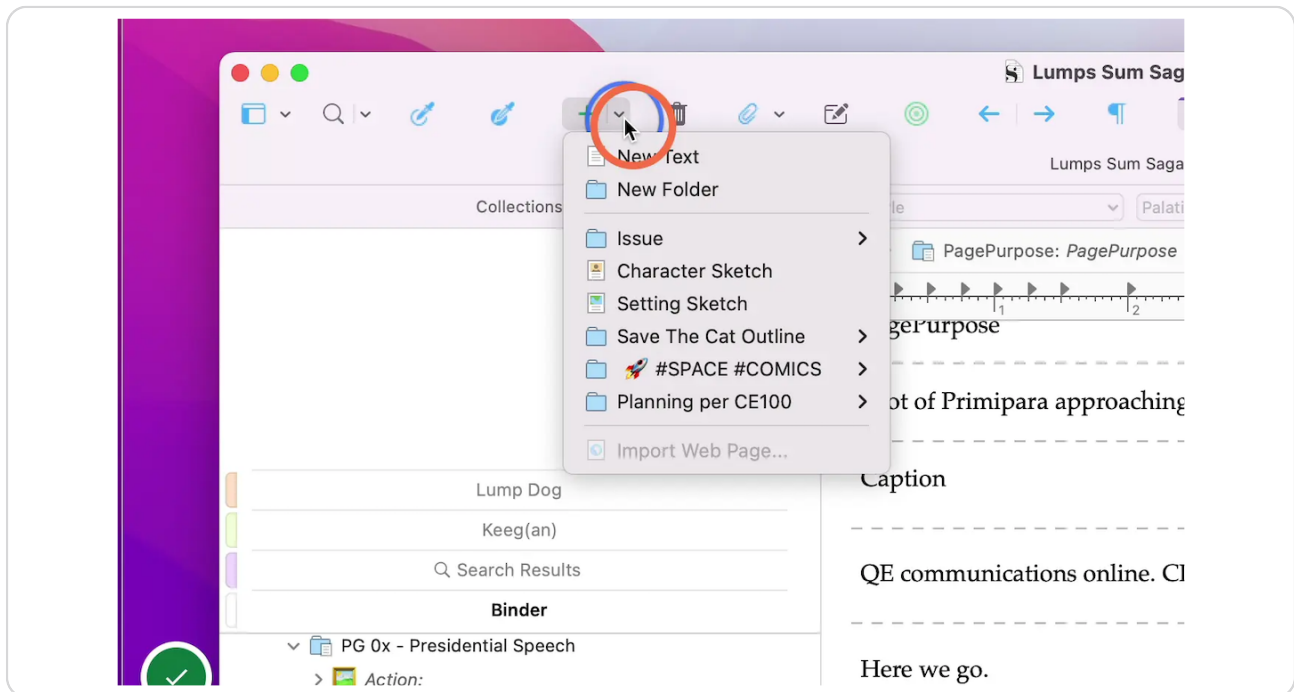 Lumps Sum Sag
Lumps Sum Saga
New Text
New Folder
Collections
Palati
Issue
PagePurpose: PagePurpose
Character Sketch
Setting Sketch
1
2
gePurpose
Save The Cat Outline
🚀 #SPACE #COMICS
Planning per CE100
ot of Primipara approaching
Import Web Page...
Caption
Lump Dog
Keeg(an)
Search Results
QE communications online.
Binder
PG 0x - Presidential Speech
Here we go.
Action: